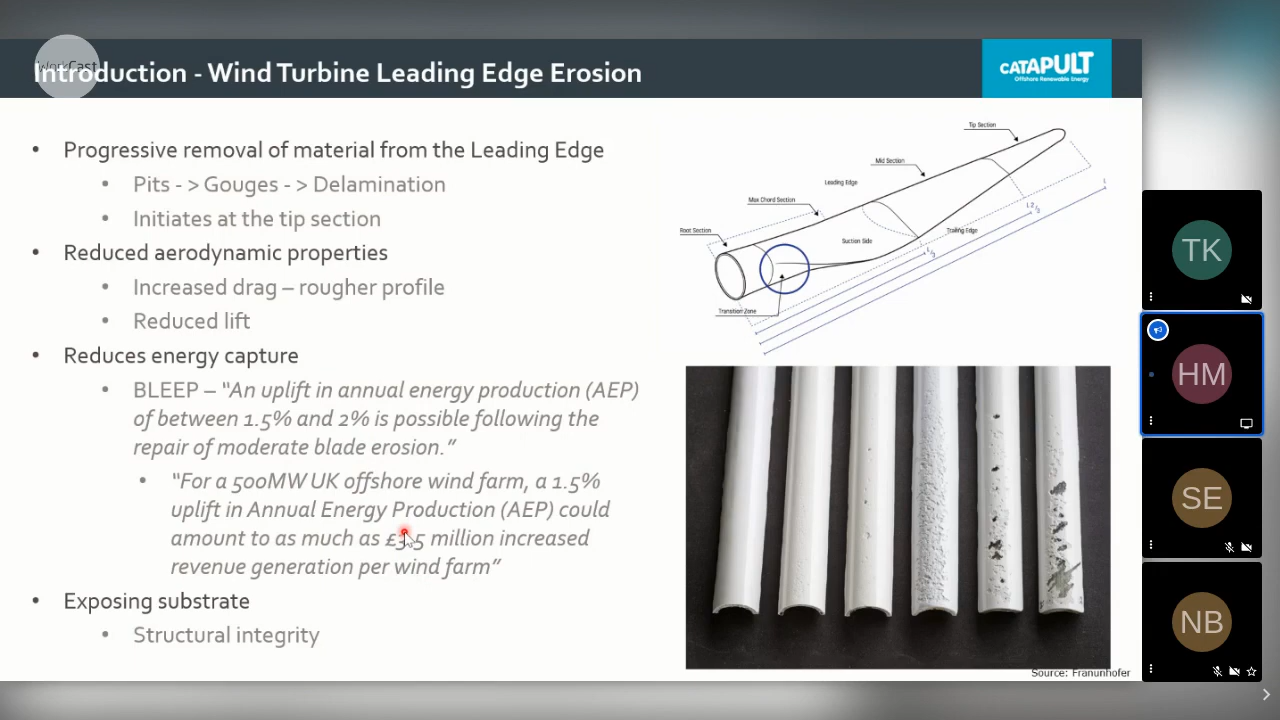 WorkCast
Introduction - Wind Turbine Leading Edge Erosion
CATAPULT
Offshore Renewable Energy
• Progressive removal of material from the Leading Edge
• Pits - > Gouges - > Delamination
• Initiates at the tip section
• Reduced aerodynamic properties
• Increased drag – rougher profile
• Reduced lift
• Reduces energy capture
• BLEEP – “An uplift in annual energy production (AEP)
of between 1.5% and 2% is possible following the
repair of moderate blade erosion.”
• “For a 500MW UK offshore wind farm, a 1.5%
uplift in Annual Energy Production (AEP) could
amount to as much as million increased
revenue generation per wind farm”
• Exposing substrate
• Structural integrity
Tip Section
Mid Section
Leading Edge
Max Chord Section
Root Section
Suction Side
Trailing Edge
Transition Zone
L
L 2/3
L/3
Source: Franunhofer
TK
HM
SE
NB